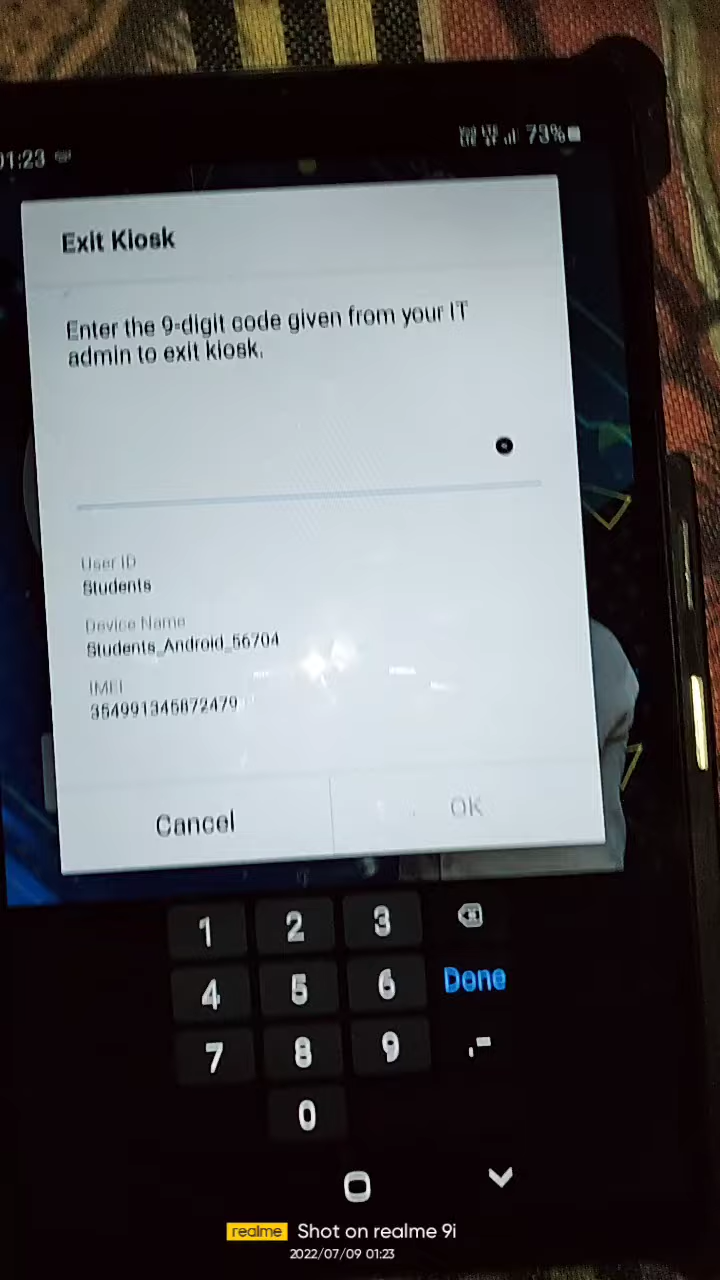 01:23
73%
Exit Kiosk
Enter the 9-digit code given from your IT
admin to exit kiosk.
User ID
Students
Device Name
Students_Android_56704
IMEI
354991345872479
Cancel
OK
1 2 3
4 5 6 Done
7 8 9 ,-
0
realme Shot on realme 9i
2022/07/09 01:23